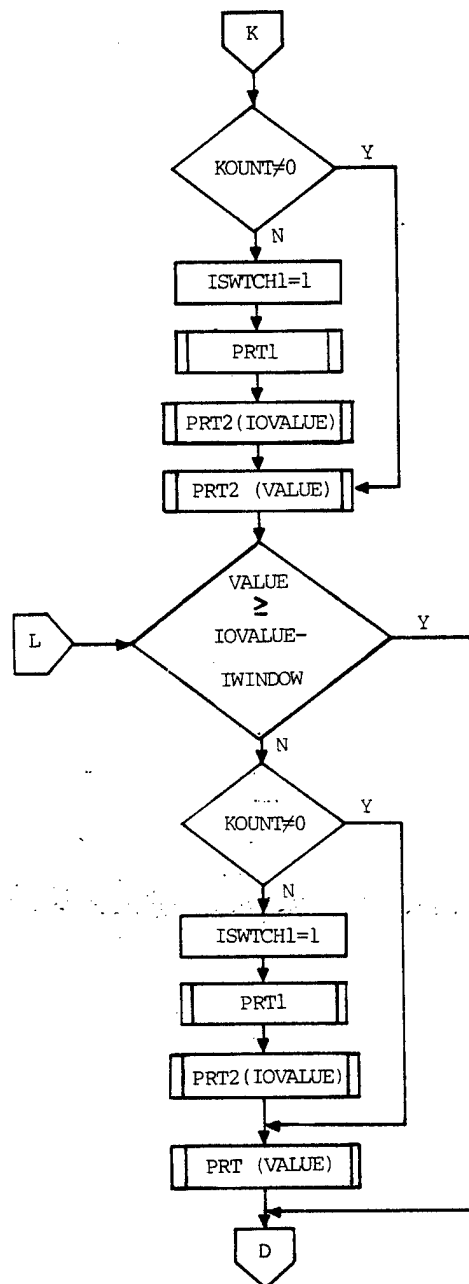 K
KOUNT≠0
Y
N
ISWTCH1=1
PRT1
PRT2(IOVALUE)
PRT2 (VALUE)
VALUE
≥
IOVALUE-
IWINDOW
Y
L
N
KOUNT≠0
Y
N
ISWTCH1=1
PRT1
PRT2(IOVALUE)
PRT (VALUE)
D